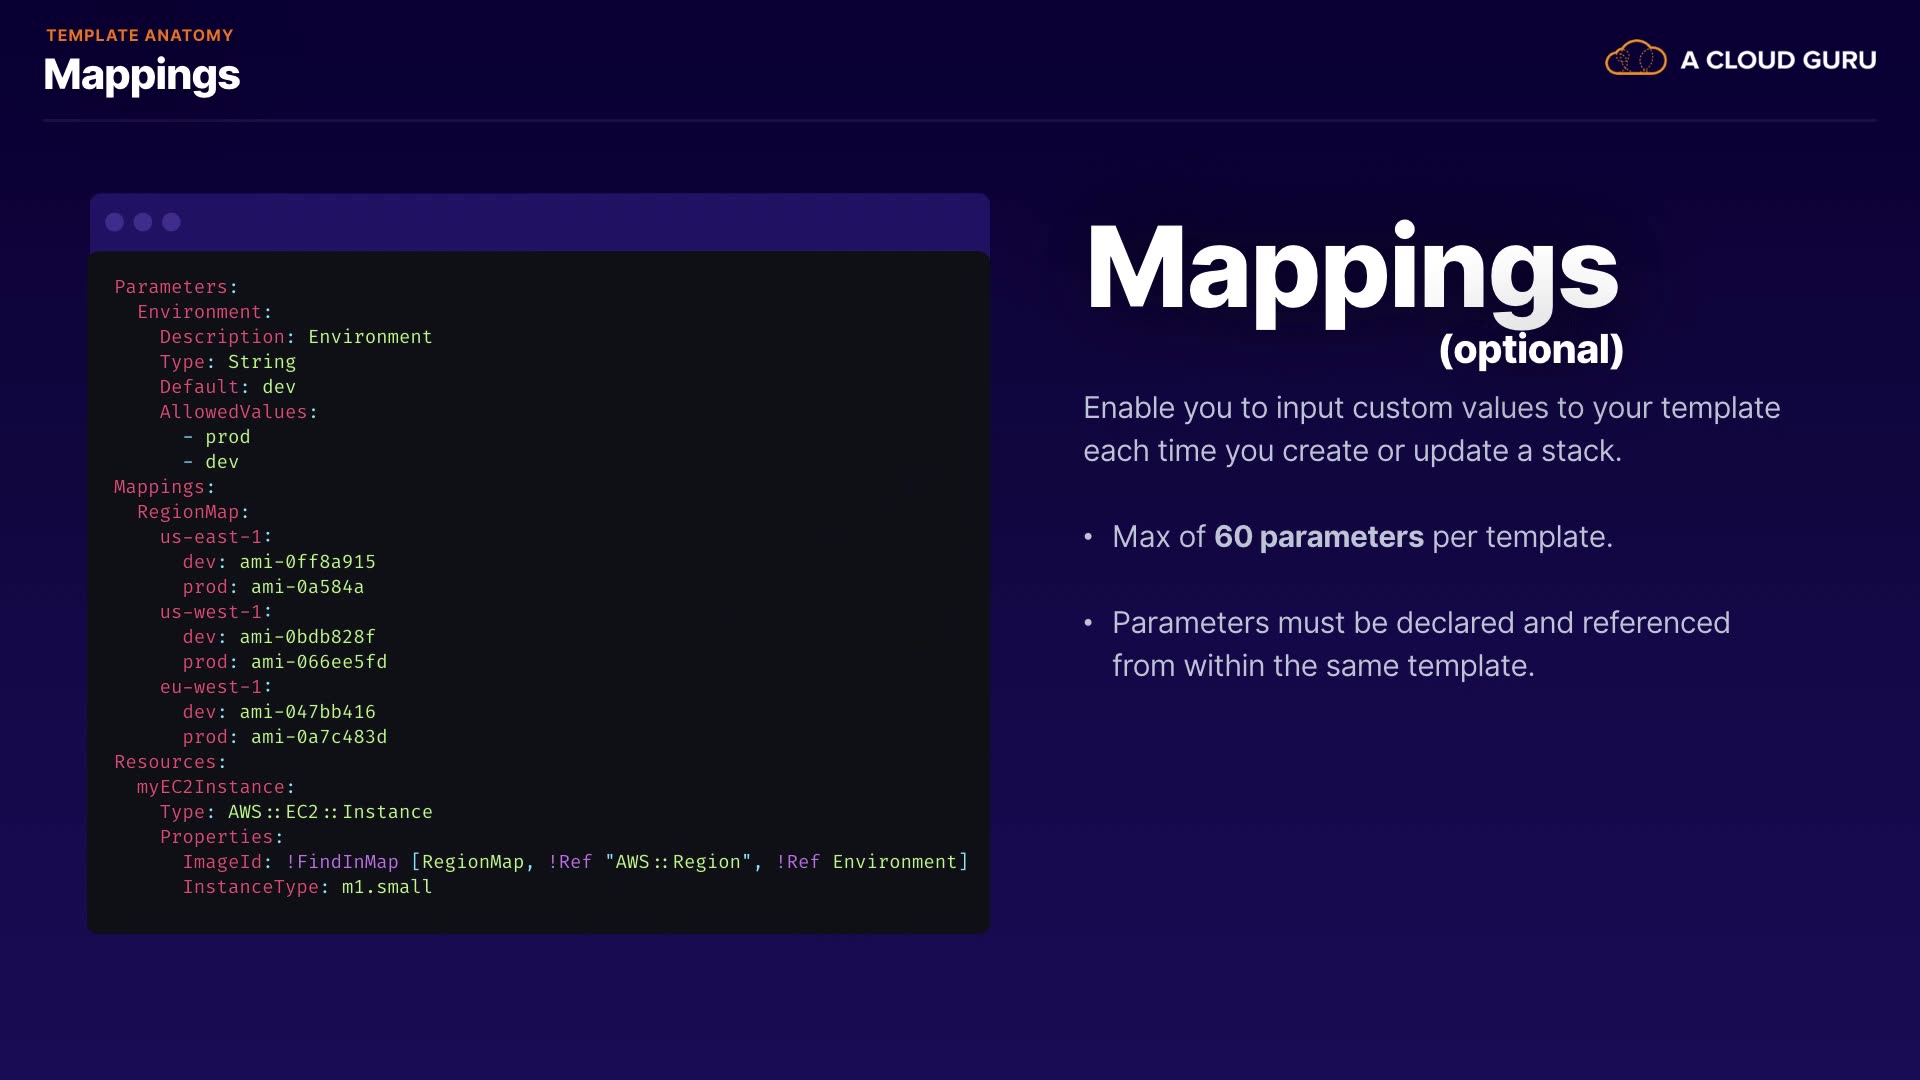 TEMPLATE ANATOMY
Mappings
A CLOUD GURU
Parameters:
  Environment:
    Description: Environment
    Type: String
    Default: dev
    AllowedValues:
      - prod
      - dev
Mappings:
  RegionMap:
    us-east-1:
      dev: ami-0ff8a915
      prod: ami-0a584a
    us-west-1:
      dev: ami-0bdb828f
      prod: ami-066ee5fd
    eu-west-1:
      dev: ami-047bb416
      prod: ami-0a7c483d
Resources:
  myEC2Instance:
    Type: AWS::EC2::Instance
    Properties:
      ImageId: !FindInMap [RegionMap, !Ref "AWS::Region", !Ref Environment]
      InstanceType: m1.small
Mappings
(optional)
Enable you to input custom values to your template
each time you create or update a stack.
• Max of 60 parameters per template.
• Parameters must be declared and referenced
from within the same template.